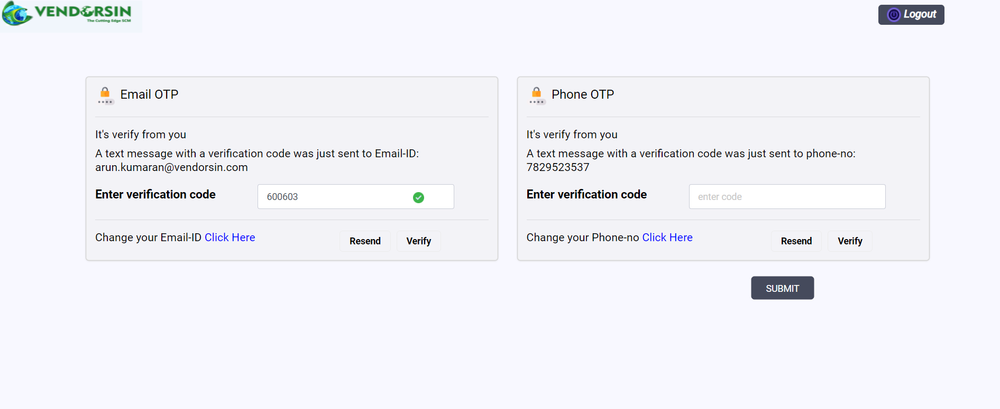 VENDORSIN
The Cutting Edge SCM
Logout
Email OTP
It's verify from you
A text message with a verification code was just sent to Email-ID:
arun.kumaran@vendorsin.com
Enter verification code
600603
Change your Email-ID Click Here
Resend
Verify
Phone OTP
It's verify from you
A text message with a verification code was just sent to phone-no:
7829523537
Enter verification code
enter code
Change your Phone-no Click Here
Resend
Verify
SUBMIT